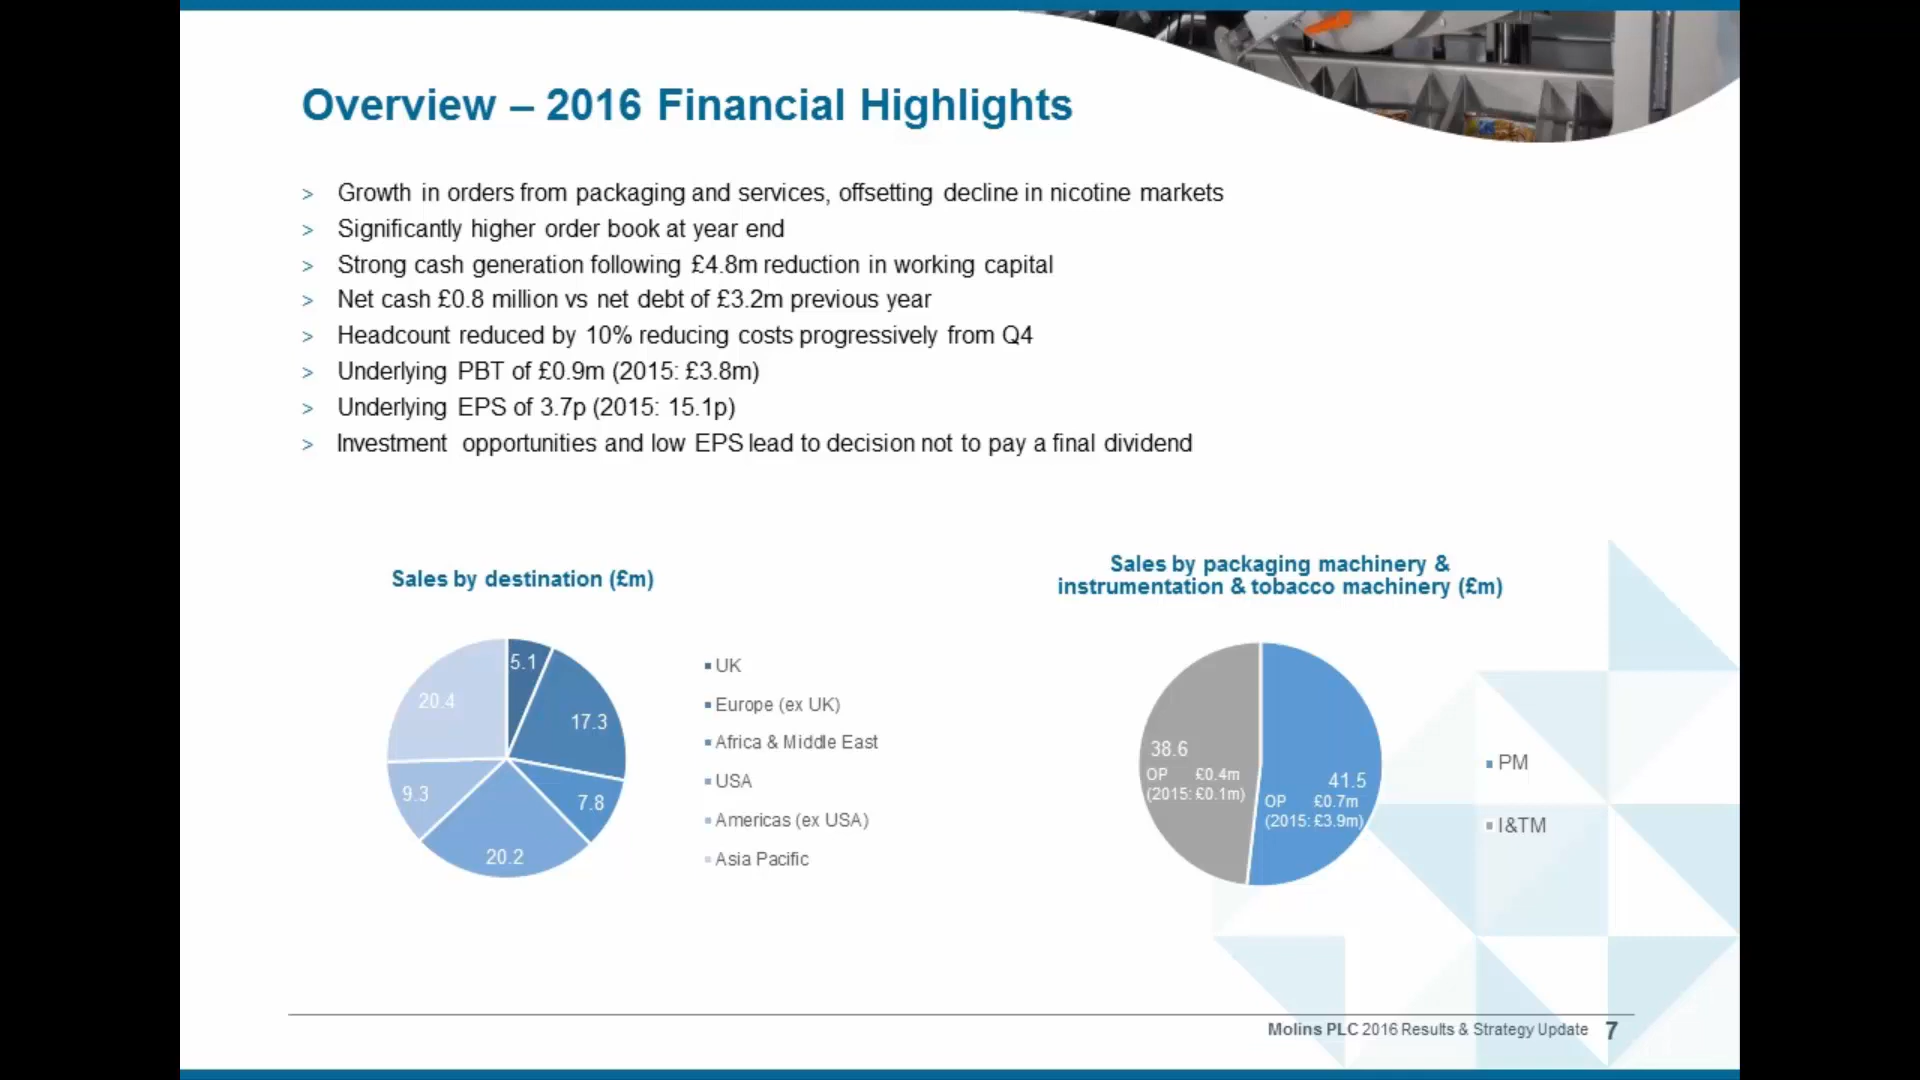 Overview – 2016 Financial Highlights
> Growth in orders from packaging and services, offsetting decline in nicotine markets
> Significantly higher order book at year end
> Strong cash generation following £4.8m reduction in working capital
> Net cash £0.8 million vs net debt of £3.2m previous year
> Headcount reduced by 10% reducing costs progressively from Q4
> Underlying PBT of £0.9m (2015: £3.8m)
> Underlying EPS of 3.7p (2015: 15.1p)
> Investment opportunities and low EPS lead to decision not to pay a final dividend
Sales by destination (£m)
5.1
17.3
7.8
20.2
9.3
20.4
UK
Europe (ex UK)
Africa & Middle East
USA
Americas (ex USA)
Asia Pacific
Sales by packaging machinery &
instrumentation & tobacco machinery (£m)
38.6
OP £0.4m
(2015: £0.1m)
41.5
OP £0.7m
(2015: £3.9m)
PM
I&TM
Molins PLC 2016 Results & Strategy Update 7